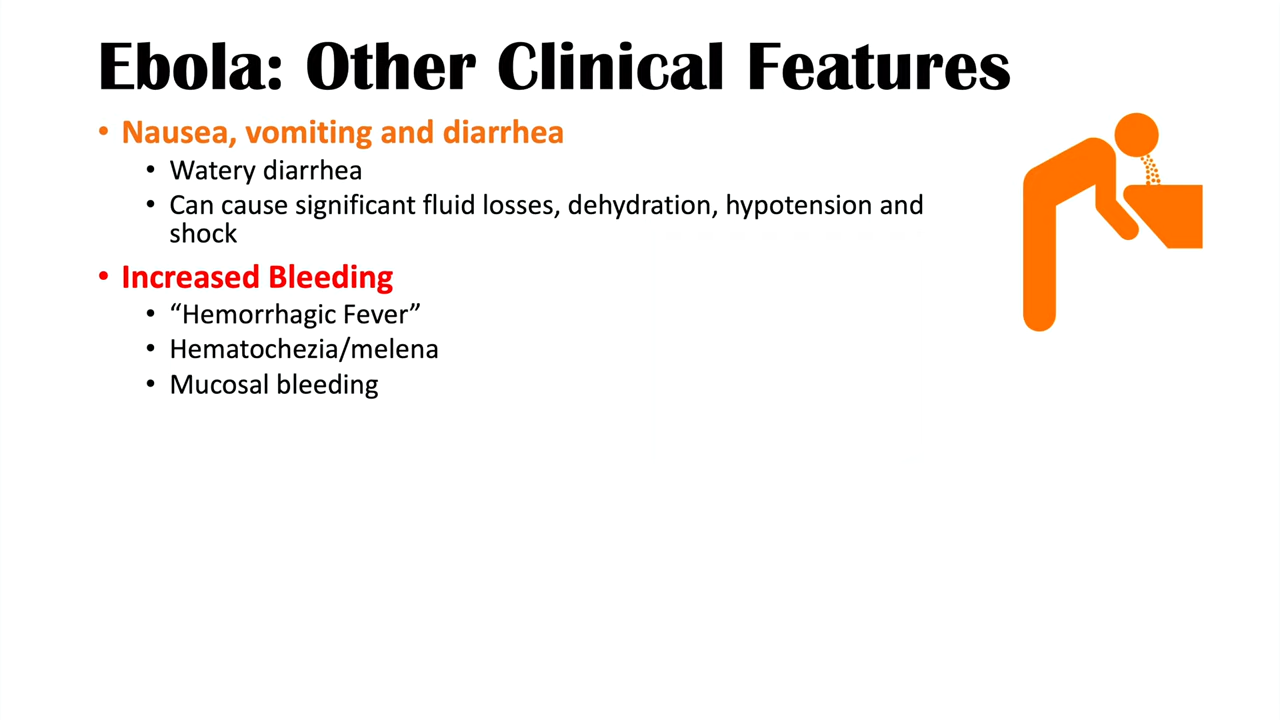 Ebola: Other Clinical Features
• Nausea, vomiting and diarrhea
• Watery diarrhea
• Can cause significant fluid losses, dehydration, hypotension and
shock
• Increased Bleeding
• “Hemorrhagic Fever”
• Hematochezia/melena
• Mucosal bleeding